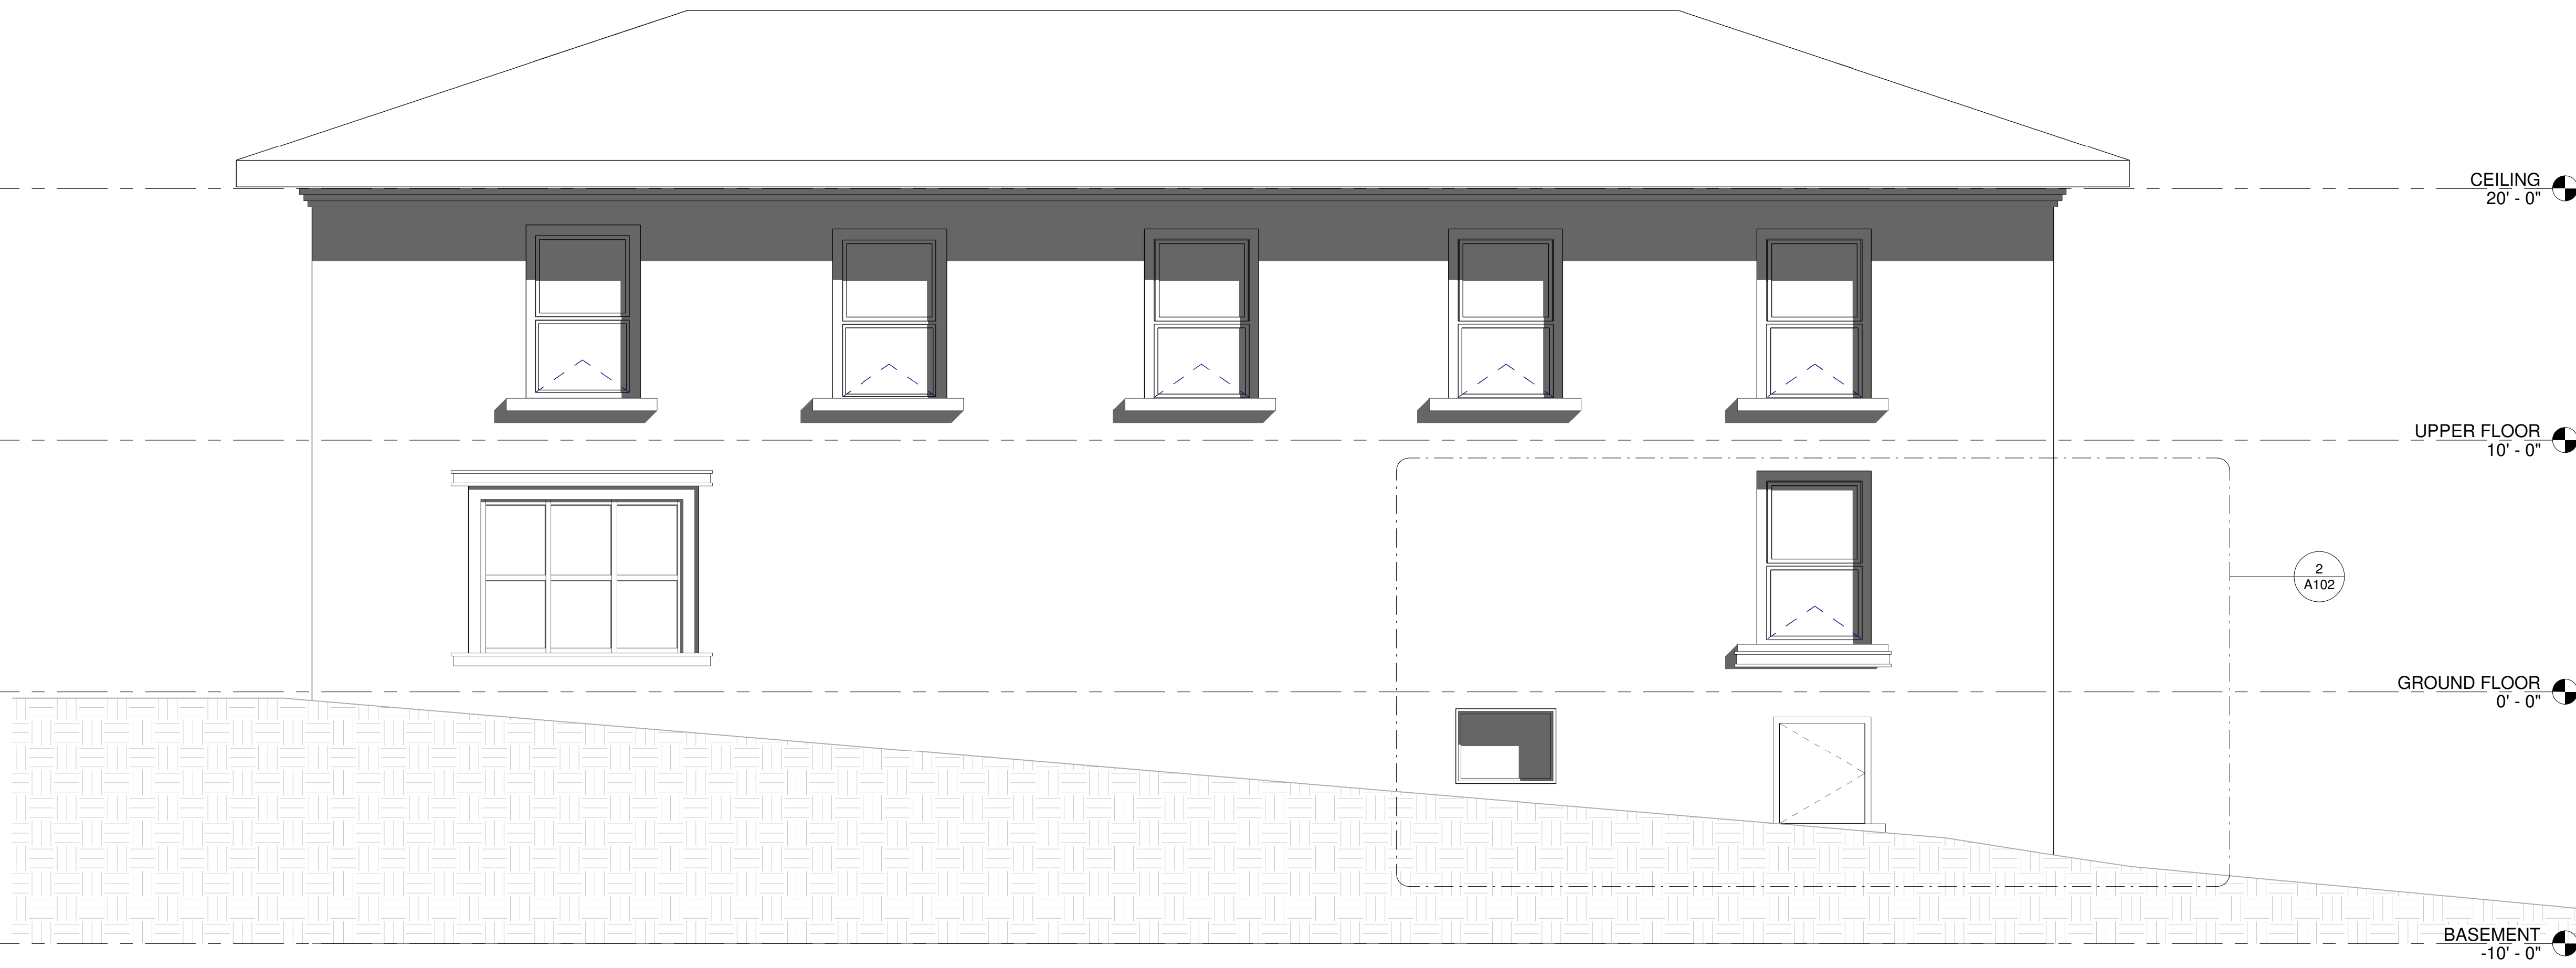 CEILING
20' - 0"
UPPER FLOOR
10' - 0"
2
A102
GROUND FLOOR
0' - 0"
BASEMENT
-10' - 0"